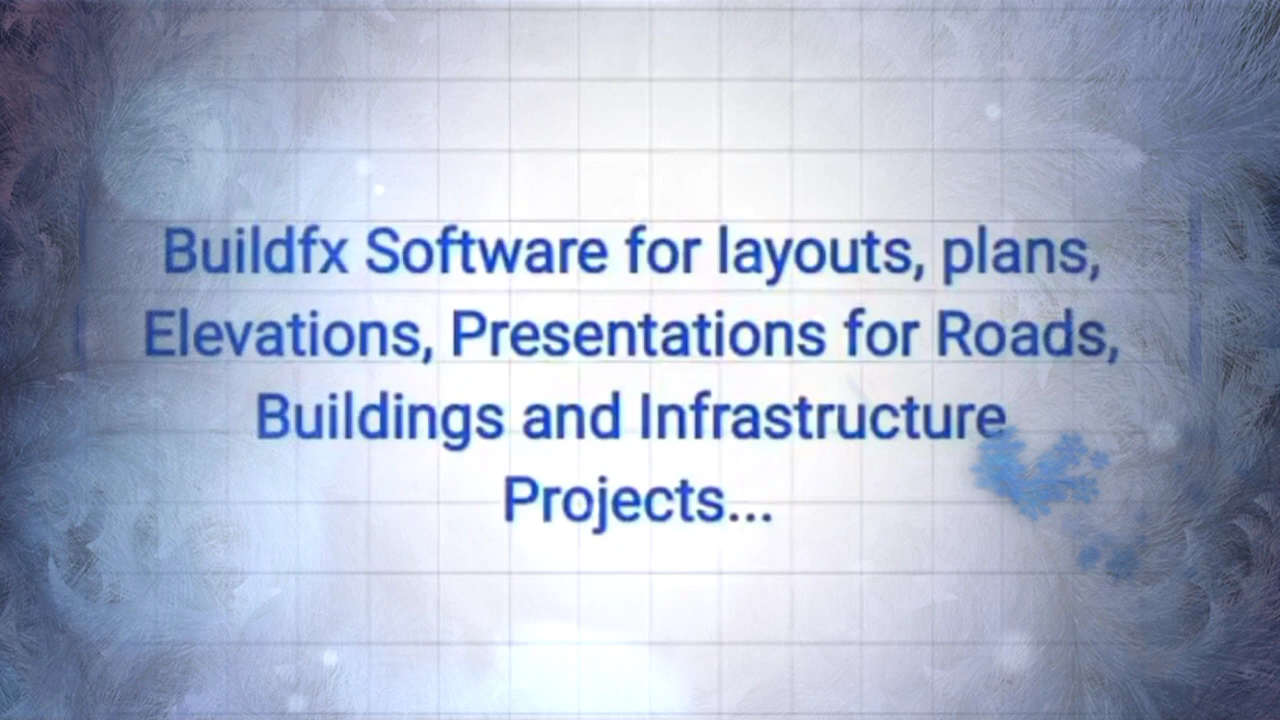 Buildfx Software for layouts, plans,
Elevations, Presentations for Roads,
Buildings and Infrastructure
Projects...